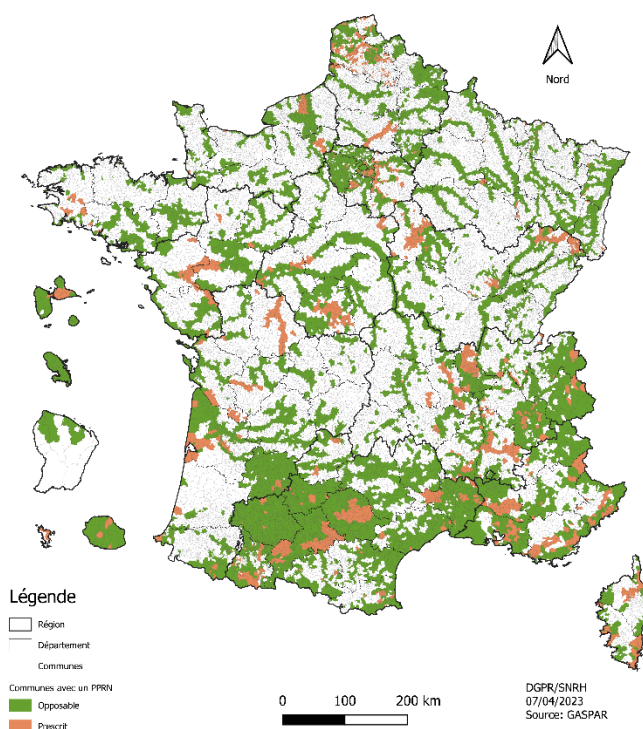 Nord
Légende
Région
Département
Communes
Communes avec un PPRN
Opposable
Prescrit
0 100 200 km
DGPR/SNRH
07/04/2023
Source: GASPAR